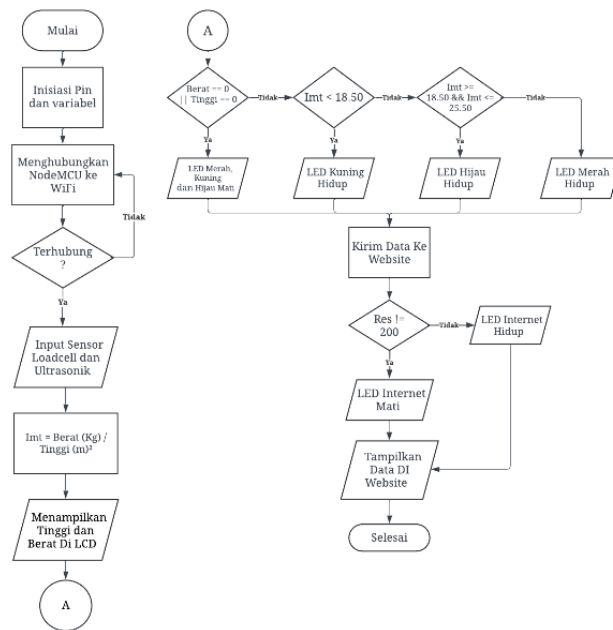 Mulai
Inisiasi Pin
dan variabel
Menghubungkan
NodeMCU ke
WiFi
Tidak
Terhubung
?
Ya
Input Sensor
Loadcell dan
Ultrasonik
Imt = Berat (Kg) /
Tinggi (m)²
Menampilkan
Tinggi dan
Berat Di LCD
A
A
Berat == 0
|| Tinggi == 0
Tidak
Imt < 18.50
Tidak
Imt >=
18.50 && Imt <=
25.50
Tidak
Ya
Ya
Ya
LED Merah,
Kuning
dan Hijau Mati
LED Kuning
Hidup
LED Hijau
Hidup
LED Merah
Hidup
Kirim Data Ke
Website
Res !=
200
Tidak
LED Internet
Hidup
Ya
LED Internet
Mati
Tampilkan
Data DI
Website
Selesai